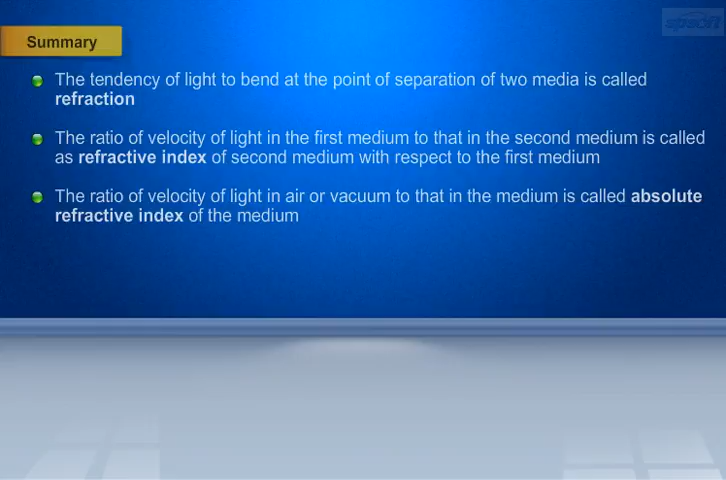 Summary
The tendency of light to bend at the point of separation of two media is called
refraction
The ratio of velocity of light in the first medium to that in the second medium is called
as refractive index of second medium with respect to the first medium
The ratio of velocity of light in air or vacuum to that in the medium is called absolute
refractive index of the medium